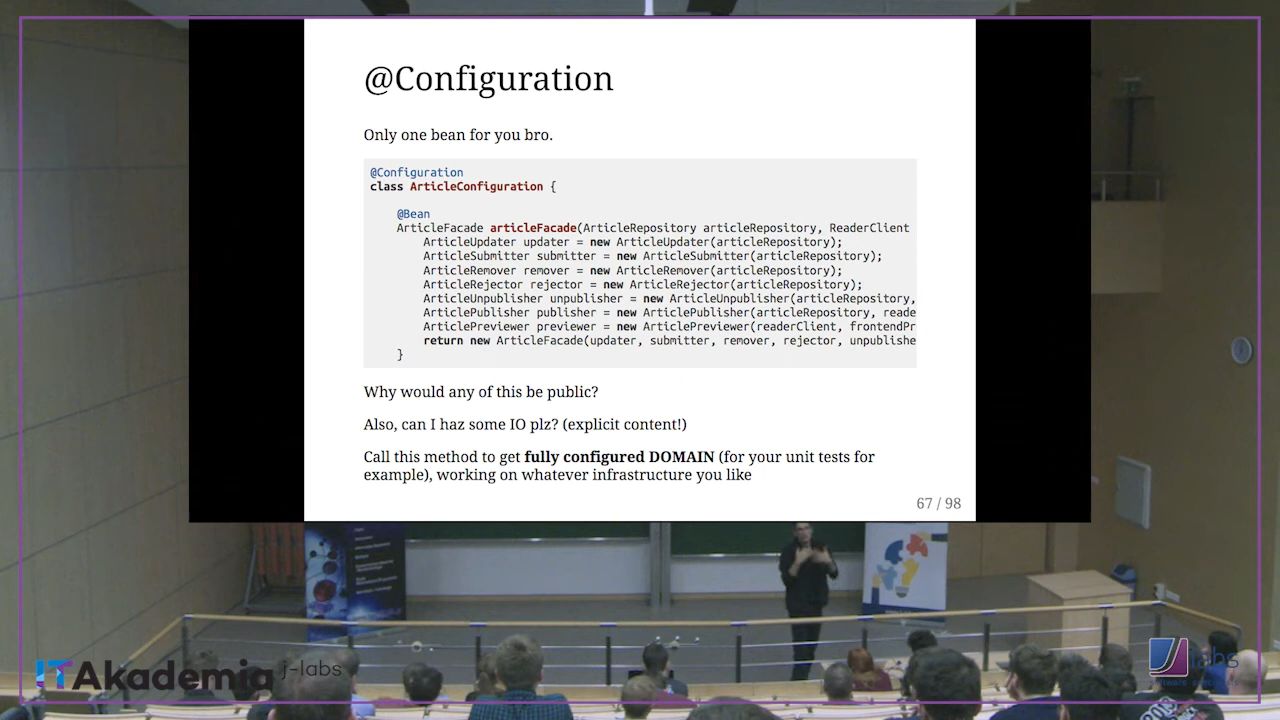 @Configuration
Only one bean for you bro.
@Configuration
class ArticleConfiguration {
@Bean
ArticleFacade articleFacade(ArticleRepository articleRepository, ReaderClient
ArticleUpdater updater = new ArticleUpdater(articleRepository);
ArticleSubmitter submitter = new ArticleSubmitter(articleRepository);
ArticleRemover remover = new ArticleRemover(articleRepository);
ArticleRejector rejector = new ArticleRejector(articleRepository);
ArticleUnpublisher unpublisher = new ArticleUnpublisher(articleRepository,
ArticlePublisher publisher = new ArticlePublisher(articleRepository, reade
ArticlePreviewer previewer = new ArticlePreviewer(readerClient, frontendPr
return new ArticleFacade(updater, submitter, remover, rejector, unpublishe
}
Why would any of this be public?
Also, can I haz some IO plz? (explicit content!)
Call this method to get fully configured DOMAIN (for your unit tests for
example), working on whatever infrastructure you like
67 / 98
ITAkademia j-labs
j-labs